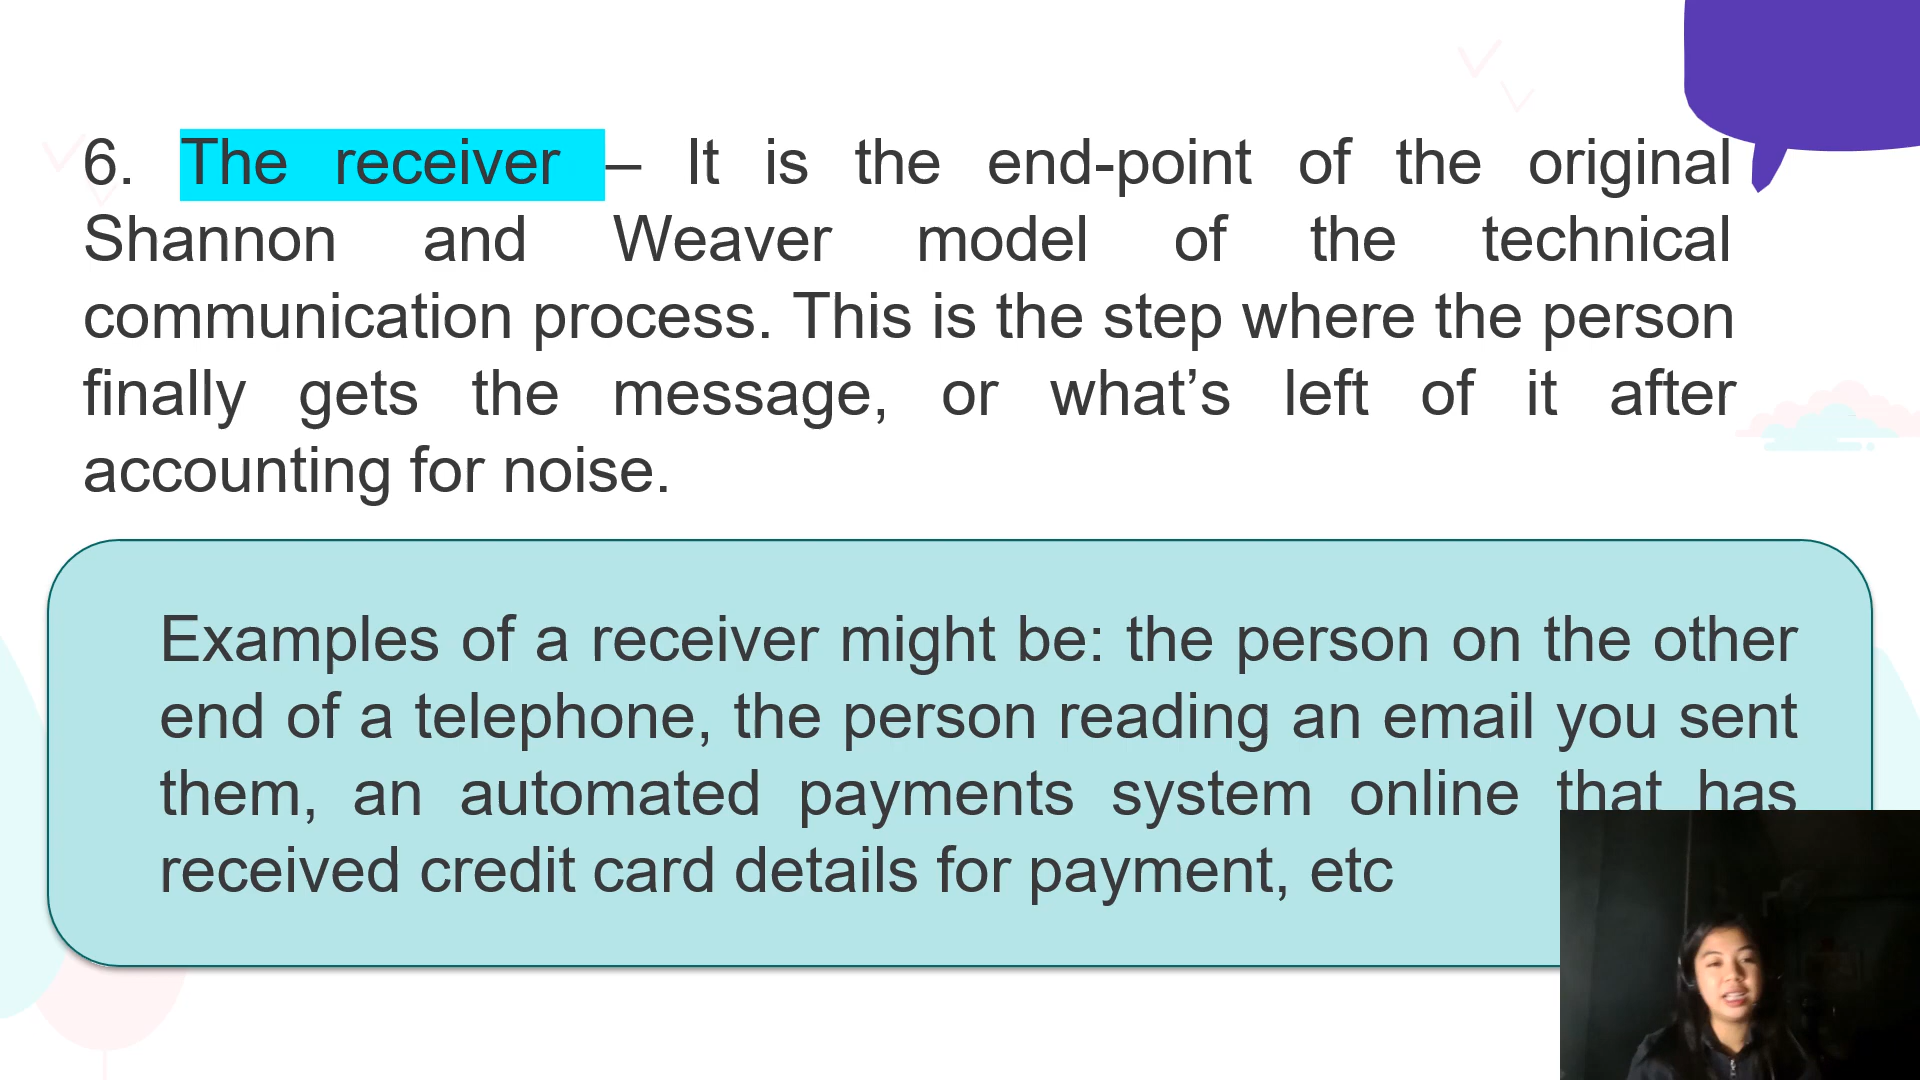 6. The receiver – It is the end-point of the original
Shannon and Weaver model of the technical
communication process. This is the step where the person
finally gets the message, or what’s left of it after
accounting for noise.
Examples of a receiver might be: the person on the other
end of a telephone, the person reading an email you sent
them, an automated payments system online that has
received credit card details for payment, etc